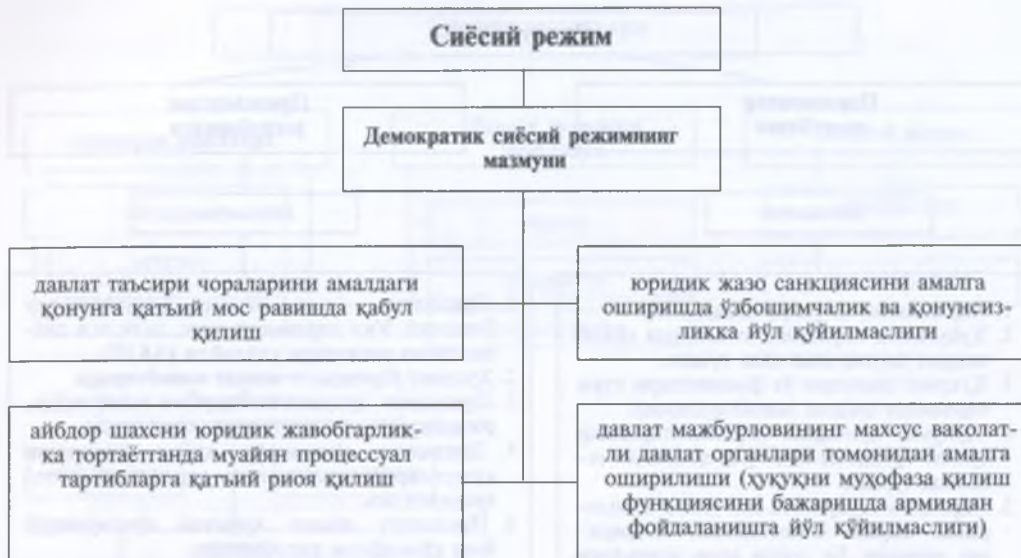 Сиёсий режим
Демократик сиёсий режимнинг
мазмуни
давлат таъсири чораларини амалдаги
қонунга қатъий мос равишда қабул
қилиш
юридик жазо санкциясини амалга
оширишда ўзбошимчалик ва қонунсиз-
ликка йўл қўйилмаслиги
айбдор шахсни юридик жавобгарлик-
ка тортаётганда муайян процессуал
тартибларга қатъий риоя қилиш
давлат мажбурловининг махсус ваколат-
ли давлат органлари томонидан амалга
оширилиши (ҳуқуқни муҳофаза қилиш
функциясини бажаришда армиядан
фойдаланишга йўл қўйилмаслиги)